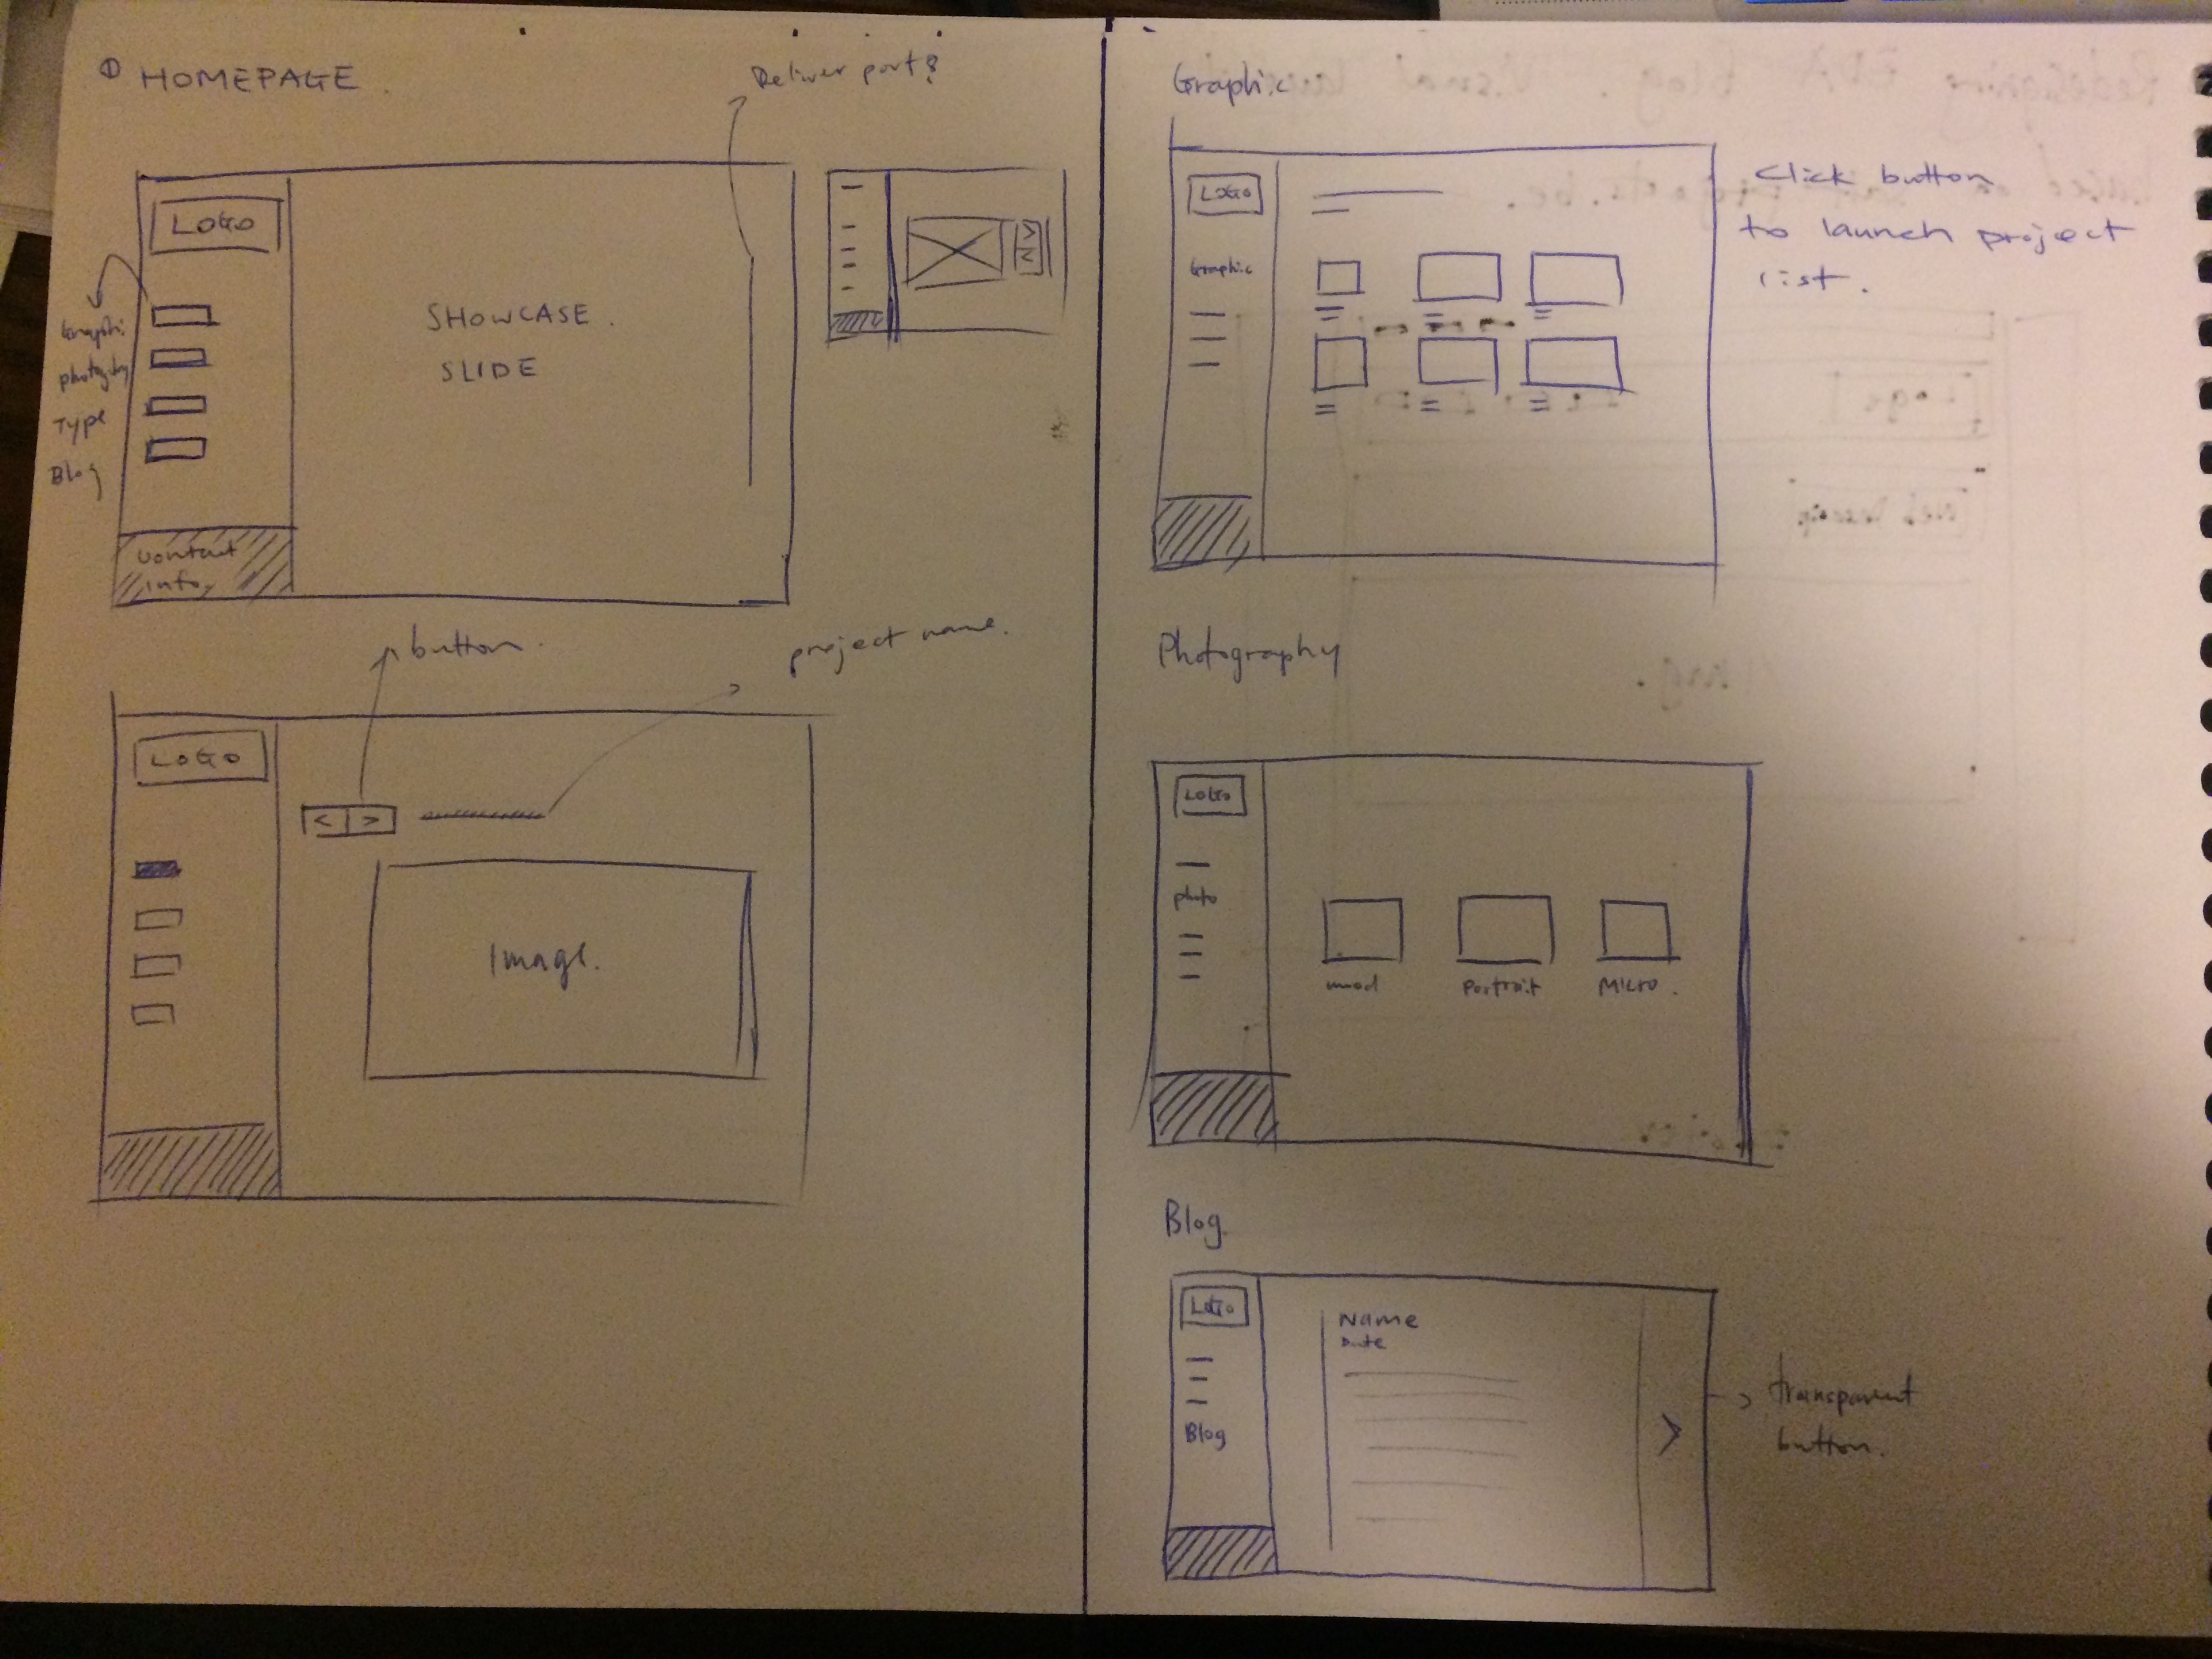 ① HOMEPAGE.
Deliver port?
LOGO
SHOWCASE.
SLIDE
Graphi
photogphy
Type
Blog
Contact
info,
button.
project name.
LOGO
< >
Image.
Graphic
LOGO
Graphic
Click button
to launch project
list.
Photography
LOGO
photo
mood
Portrait
Micro.
Blog
LOGO
Name
Date
Blog
>
transparent
button.